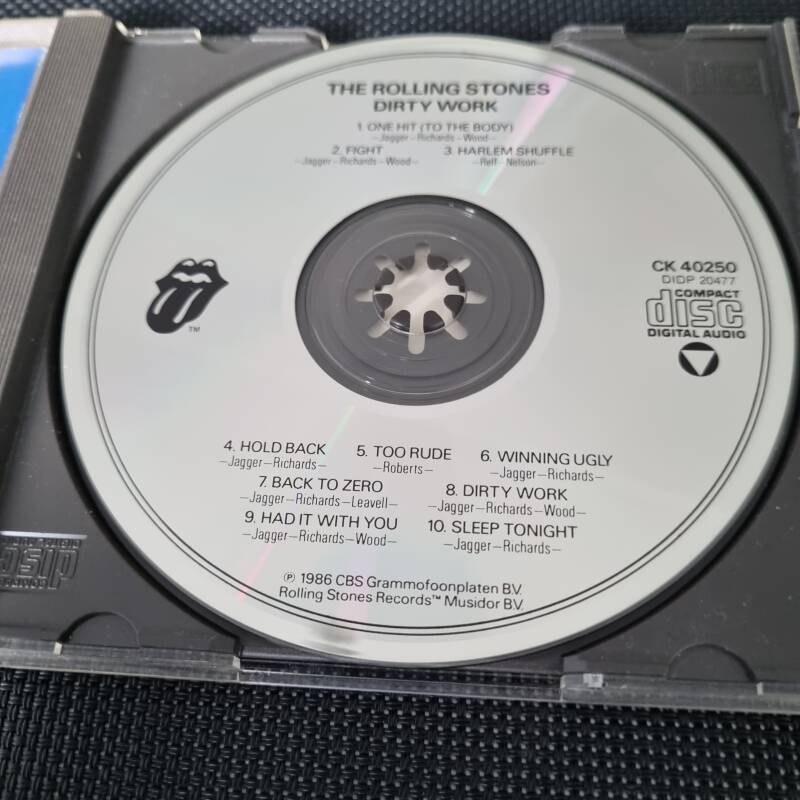 THE ROLLING STONES
DIRTY WORK
1. ONE HIT (TO THE BODY)
–Jagger–Richards–Wood–
2. FIGHT 3. HARLEM SHUFFLE
–Jagger–Richards–Wood– –Relf–Nelson–
TM
CK 40250
DIDP 20477
COMPACT
disc
DIGITAL AUDIO
4. HOLD BACK 5. TOO RUDE 6. WINNING UGLY
–Jagger–Richards– –Roberts– –Jagger–Richards–
7. BACK TO ZERO 8. DIRTY WORK
–Jagger–Richards–Leavell– –Jagger–Richards–Wood–
9. HAD IT WITH YOU 10. SLEEP TONIGHT
–Jagger–Richards–Wood– –Jagger–Richards–
℗ 1986 CBS Grammofoonplaten B.V.
Rolling Stones Records™ Musidor B.V.